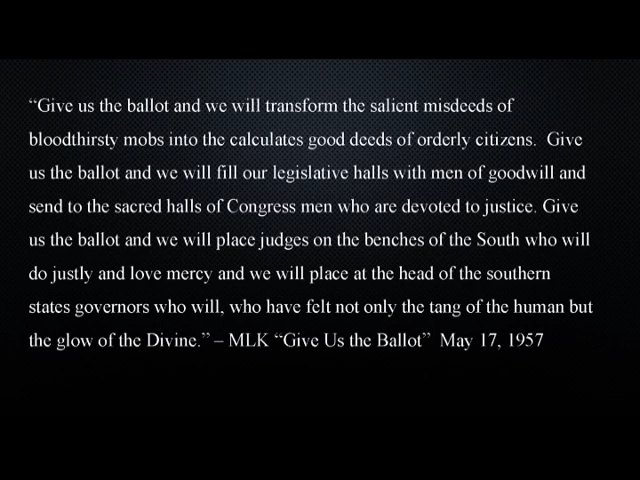 “Give us the ballot and we will transform the salient misdeeds of
bloodthirsty mobs into the calculates good deeds of orderly citizens.  Give
us the ballot and we will fill our legislative halls with men of goodwill and
send to the sacred halls of Congress men who are devoted to justice. Give
us the ballot and we will place judges on the benches of the South who will
do justly and love mercy and we will place at the head of the southern
states governors who will, who have felt not only the tang of the human but
the glow of the Divine.” – MLK “Give Us the Ballot”  May 17, 1957